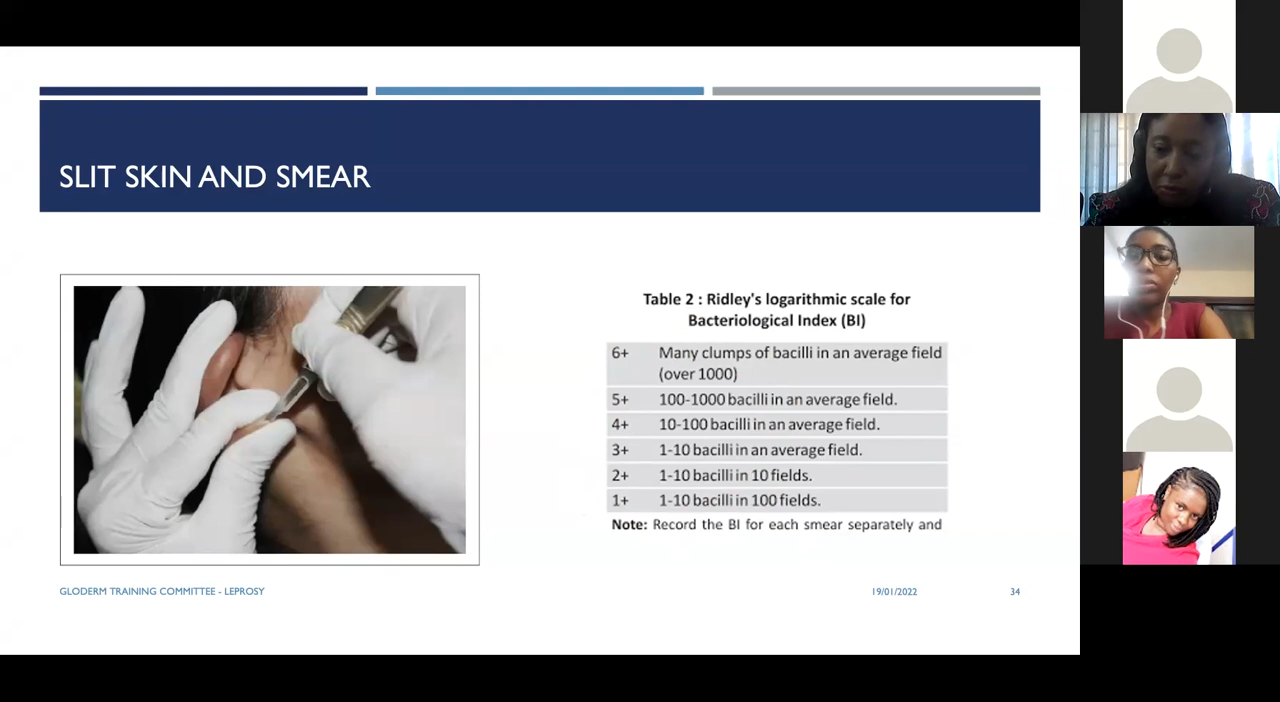 SLIT SKIN AND SMEAR
Table 2 : Ridley's logarithmic scale for
Bacteriological Index (BI)
6+ Many clumps of bacilli in an average field
(over 1000)
5+ 100-1000 bacilli in an average field.
4+ 10-100 bacilli in an average field.
3+ 1-10 bacilli in an average field.
2+ 1-10 bacilli in 10 fields.
1+ 1-10 bacilli in 100 fields.
Note: Record the BI for each smear separately and
GLODERM TRAINING COMMITTEE - LEPROSY
19/01/2022
34